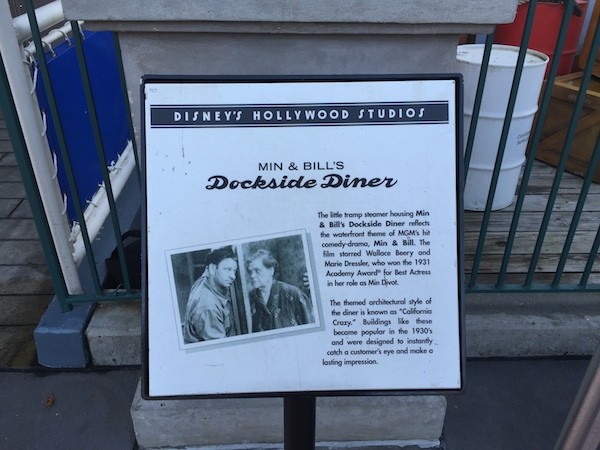 DISNEY'S HOLLYWOOD STUDIOS
MIN & BILL'S
Dockside Diner
The little tramp steamer housing Min
& Bill's Dockside Diner reflects
the waterfront theme of MGM's hit
comedy-drama, Min & Bill. The
film starred Wallace Beery and
Marie Dressler, who won the 1931
Academy Award® for Best Actress
in her role as Min Divot.
The themed architectural style of
the diner is known as "California
Crazy." Buildings like these
became popular in the 1930's
and were designed to instantly
catch a customer's eye and make a
lasting impression.